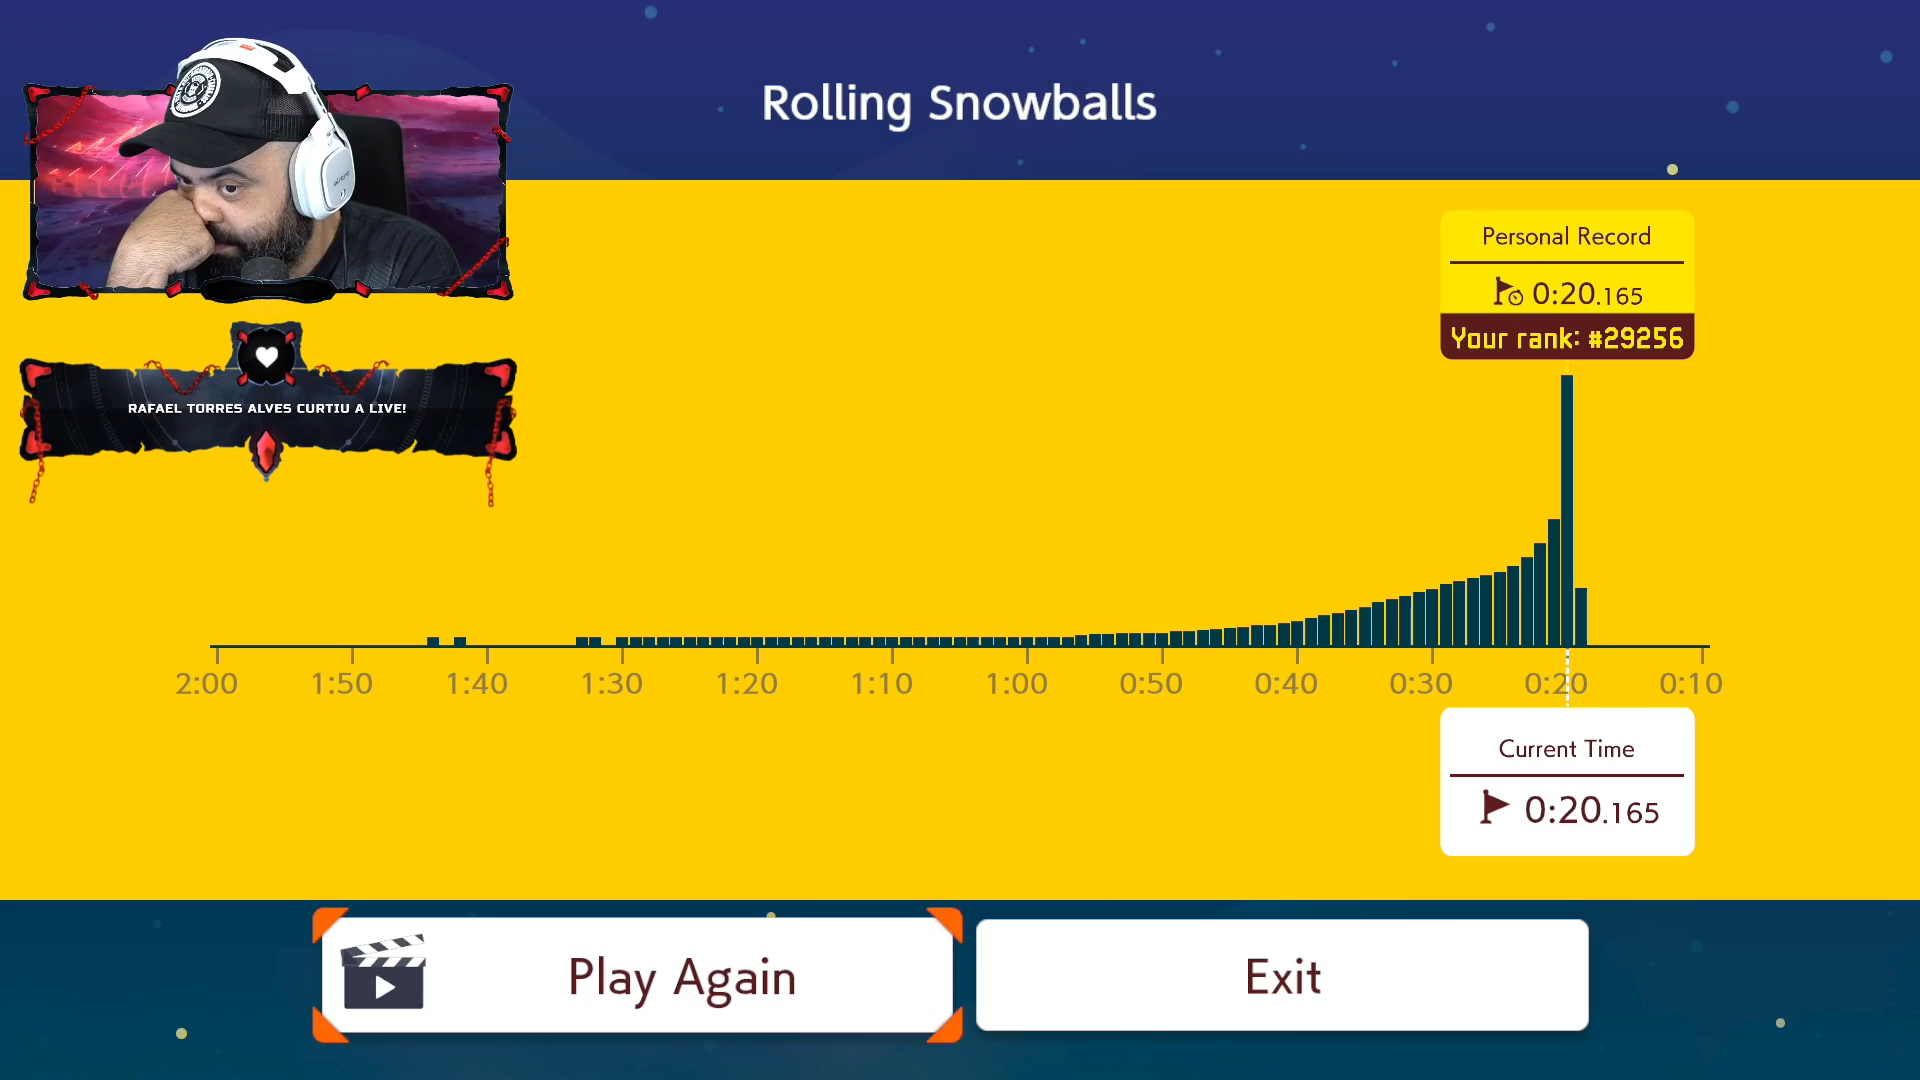 Rolling Snowballs
Personal Record
0:20.165
Your rank: #29256
RAFAEL TORRES ALVES CURTIU A LIVE!
2:00 1:50 1:40 1:30 1:20 1:10 1:00 0:50 0:40 0:30 0:20 0:10
Current Time
0:20.165
Play Again
Exit